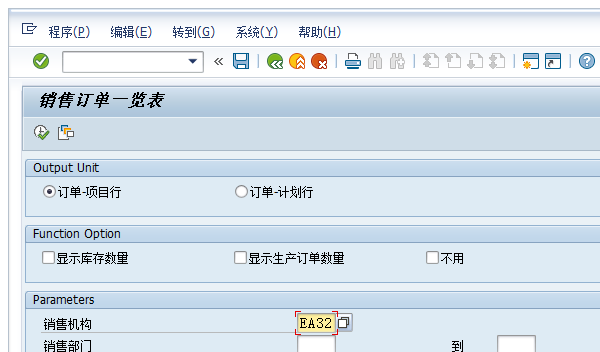 程序(P) 编辑(E) 转到(G) 系统(Y) 帮助(H)
销售订单一览表
Output Unit
订单-项目行 订单-计划行
Function Option
显示库存数量 显示生产订单数量 不用
Parameters
销售机构 EA32
销售部门 到